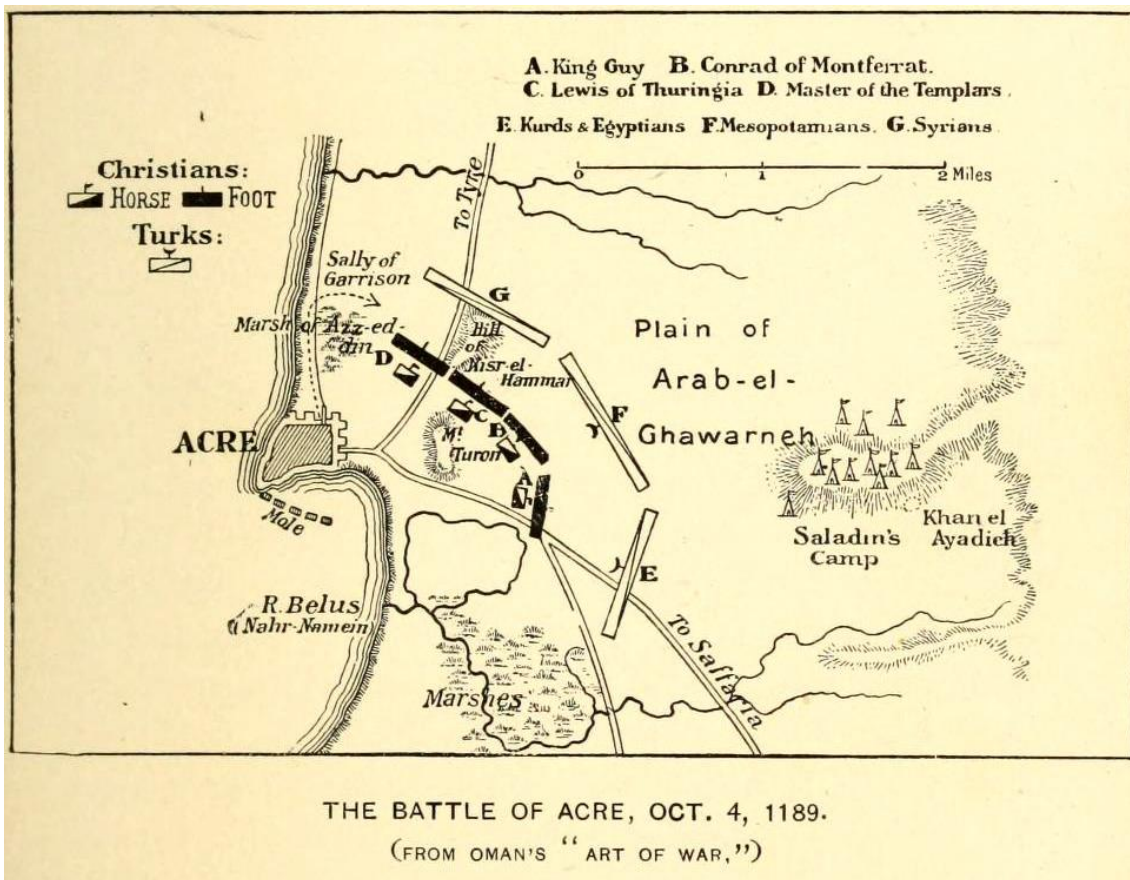 A. King Guy B. Conrad of Montferrat.
C. Lewis of Thuringia D. Master of the Templars.
E. Kurds & Egyptians F. Mesopotamians. G. Syrians.
0 1 2 Miles
Christians:
HORSE FOOT
Turks:
To Tyre
Sally of
Garrison
G
Marsh of Azz-ed-
din
Hill
of
Kisr-el-
Hammar
D
C
B
A
F
E
Plain of
Arab-el-
Ghawarneh
Mt
Turon
ACRE
Mole
Saladin's
Camp
Khan el
Ayadich
R. Belus
(Nahr-Namein)
Marshes
To Saffaria
THE BATTLE OF ACRE, OCT. 4, 1189.
(FROM OMAN'S "ART OF WAR,")